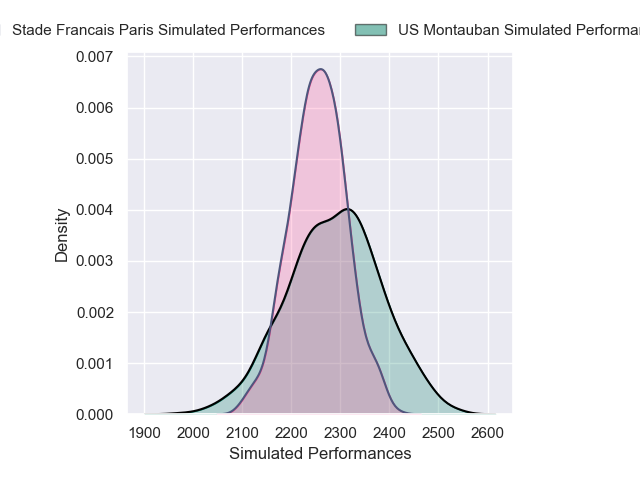 Stade Francais Paris Simulated Performances US Montauban Simulated
0.007
0.006
0.005
0.004
0.003
0.002
0.001
0.000
Density
1900 2000 2100 2200 2300 2400 2500 2600
Simulated Performances